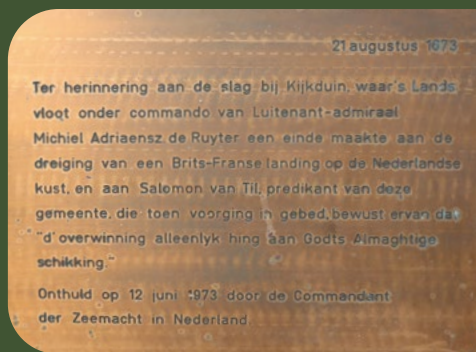 21 augustus 1673
Ter herinnering aan de slag bij Kijkduin, waar's Lands
vloot onder commando van Luitenant-admiraal
Michiel Adriaensz. de Ruyter een einde maakte aan de
dreiging van een Brits-Franse landing op de Nederlandse
kust, en aan Salomon van Til, predikant van deze
gemeente, die toen voorging in gebed, bewust ervan dat
"d' overwinning alleenlyk hing aan Godts Almaghtige
schikking."
Onthuld op 12 juni 1973 door de Commandant
der Zeemacht in Nederland.